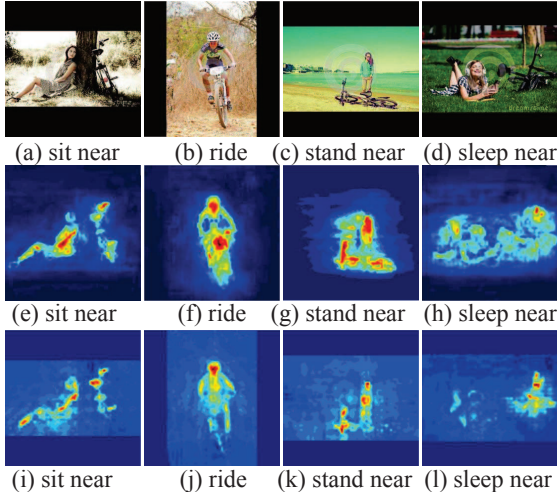 (a) sit near (b) ride (c) stand near (d) sleep near
(e) sit near (f) ride (g) stand near (h) sleep near
(i) sit near (j) ride (k) stand near (l) sleep near